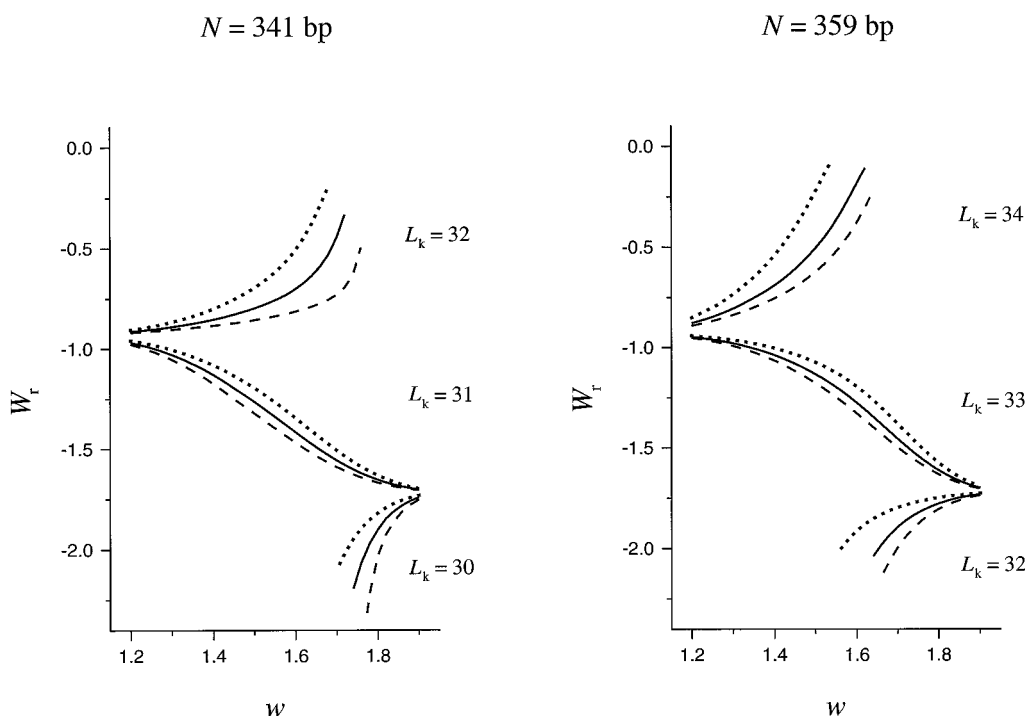 N = 341 bp
0.0
-0.5
-1.0
-1.5
-2.0
Wr
1.2
1.4
1.6
1.8
w
Lk = 32
Lk = 31
Lk = 30
N = 359 bp
0.0
-0.5
-1.0
-1.5
-2.0
Wr
1.2
1.4
1.6
1.8
w
Lk = 34
Lk = 33
Lk = 32